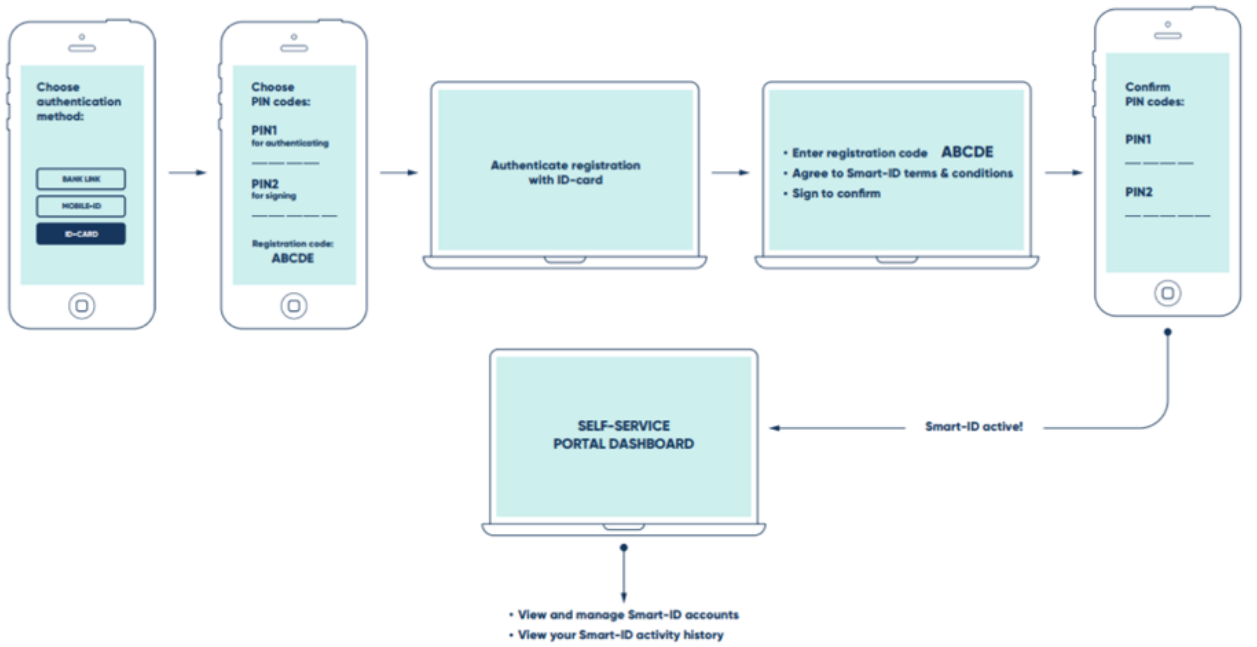 Choose
authentication
method:
BANK LINK
MOBILE-ID
ID-CARD
Choose
PIN codes:
PIN1
for authenticating
PIN2
for signing
Registration code:
ABCDE
Authenticate registration
with ID-card
• Enter registration code ABCDE
• Agree to Smart-ID terms & conditions
• Sign to confirm
Confirm
PIN codes:
PIN1
PIN2
Smart-ID active!
SELF-SERVICE
PORTAL DASHBOARD
• View and manage Smart-ID accounts
• View your Smart-ID activity history